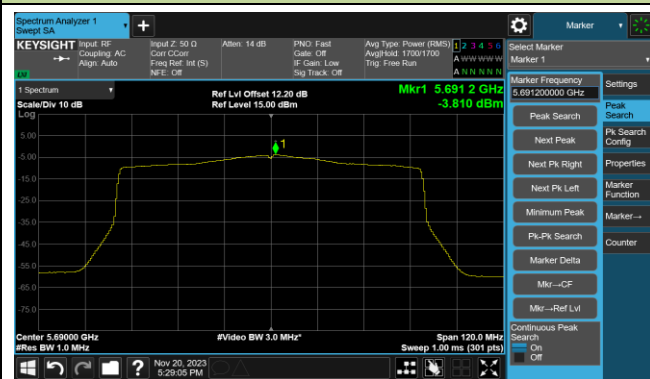 Spectrum Analyzer 1
Swept SA
+
Marker
KEYSIGHT
Input: RF
Coupling: AC
Align: Auto
Input Z: 50 Ω
Corr CCorr
Freq Ref: Int (S)
NFE: Off
Atten: 14 dB
PNO: Fast
Gate: Off
IF Gain: Low
Sig Track: Off
Avg Type: Power (RMS)
Avg|Hold: 1700/1700
Trig: Free Run
1 2 3 4 5 6
A W W W W W
A N N N N N
LXI
Select Marker
Marker 1
1 Spectrum
Scale/Div 10 dB
Log
Ref Lvl Offset 12.20 dB
Ref Level 15.00 dBm
Mkr1 5.691 2 GHz
-3.810 dBm
1
5.00
-5.00
-15.0
-25.0
-35.0
-45.0
-55.0
-65.0
-75.0
Center 5.69000 GHz
#Res BW 1.0 MHz
#Video BW 3.0 MHz*
Span 120.0 MHz
Sweep 1.00 ms (301 pts)
Marker Frequency
5.691200000 GHz
Peak Search
Next Peak
Next Pk Right
Next Pk Left
Minimum Peak
Pk-Pk Search
Marker Delta
Mkr→CF
Mkr→Ref Lvl
Continuous Peak
Search
On
Off
Settings
Peak
Search
Pk Search
Config
Properties
Marker
Function
Marker→
Counter
?
Nov 20, 2023
5:29:05 PM